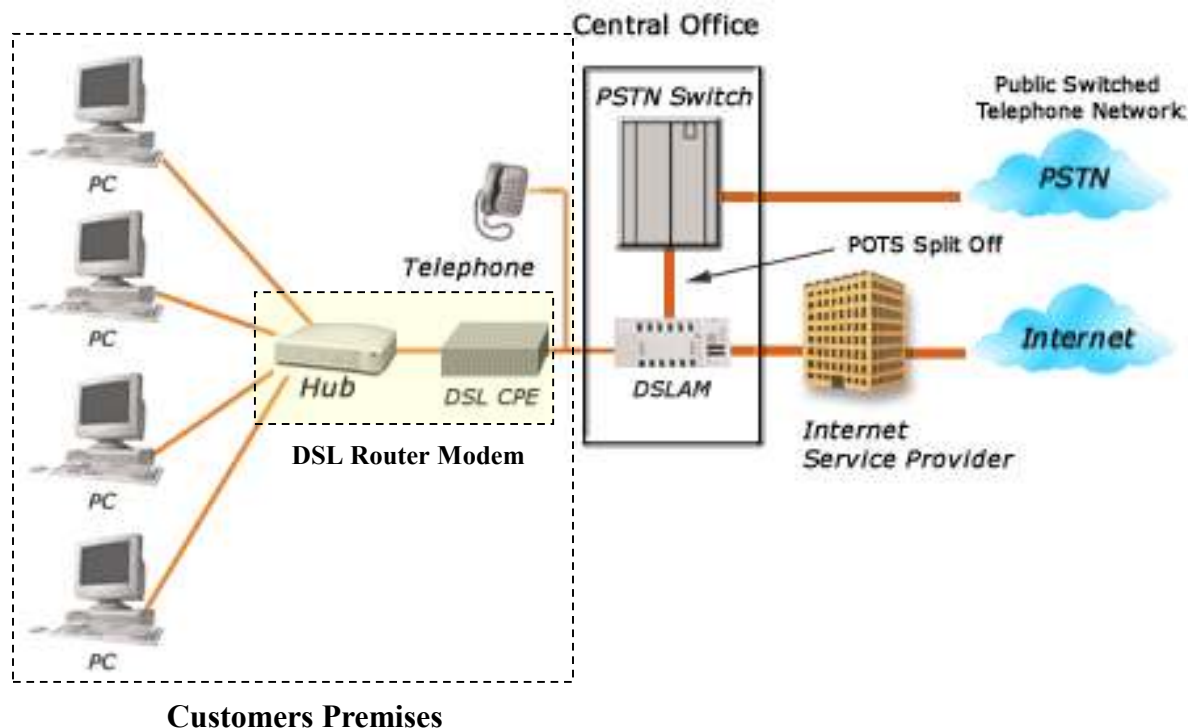 Central Office
PSTN Switch
Public Switched
Telephone Network
PC
PSTN
POTS Split Off
Telephone
PC
Hub
DSL CPE
DSLAM
Internet
DSL Router Modem
Internet
Service Provider
PC
PC
Customers Premises